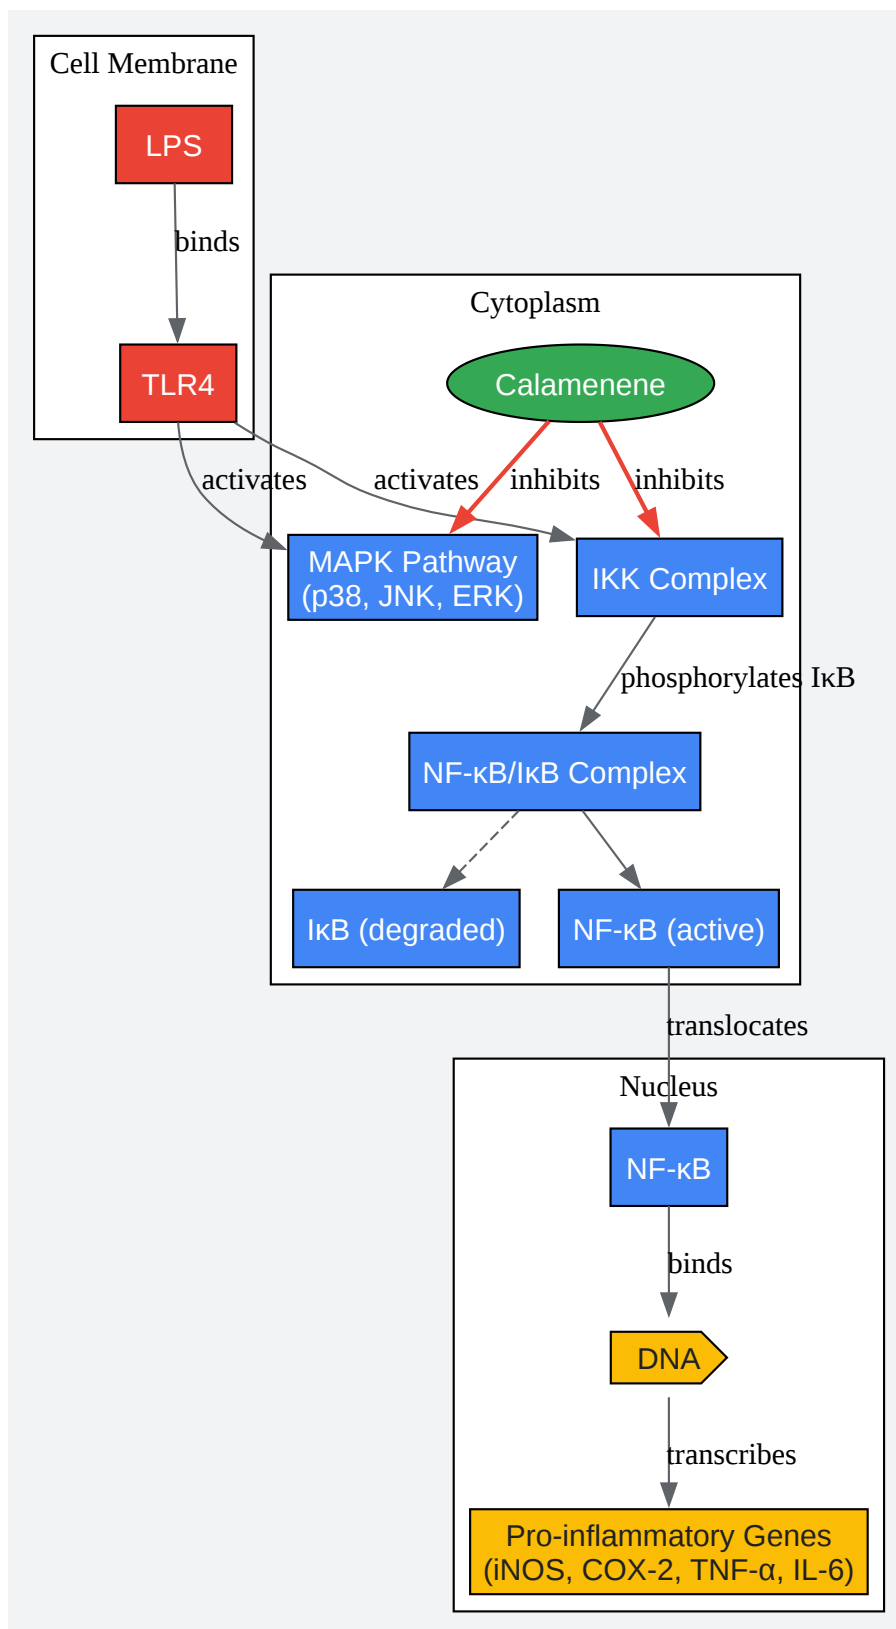 Cell Membrane
LPS
binds
TLR4
Cytoplasm
Calamenene
activates
activates
inhibits
inhibits
MAPK Pathway
(p38, JNK, ERK)
IKK Complex
phosphorylates IκB
NF-κB/IκB Complex
IκB (degraded)
NF-κB (active)
translocates
Nucleus
NF-κB
binds
DNA
transcribes
Pro-inflammatory Genes
(iNOS, COX-2, TNF-α, IL-6)